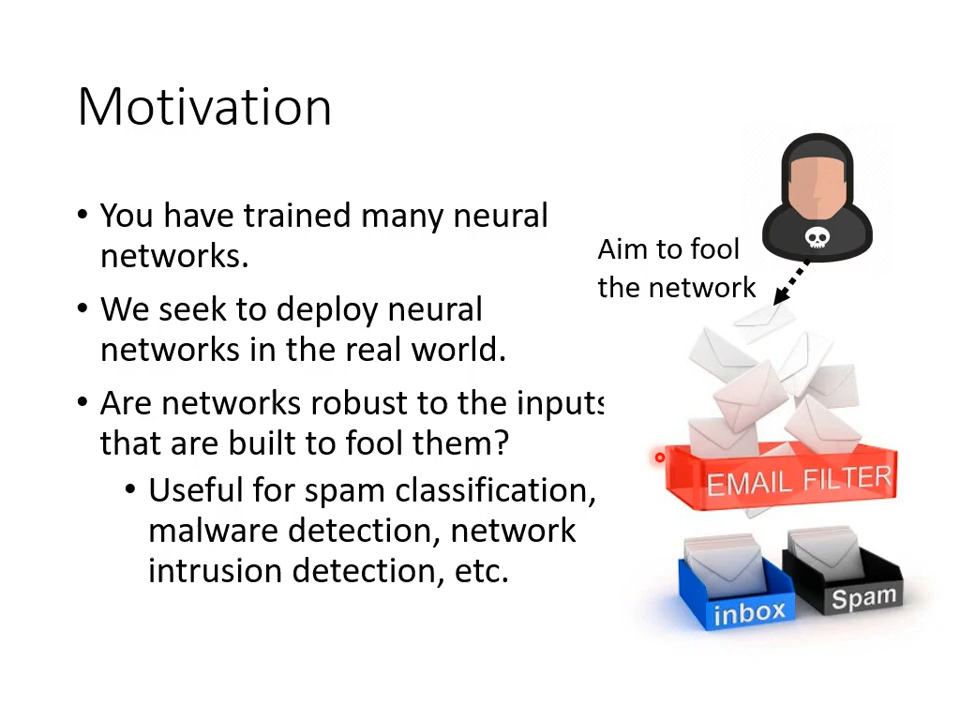 Motivation
• You have trained many neural
networks.
• We seek to deploy neural
networks in the real world.
• Are networks robust to the inputs
that are built to fool them?
• Useful for spam classification,
malware detection, network
intrusion detection, etc.
Aim to fool
the network
EMAIL FILTER
inbox
Spam